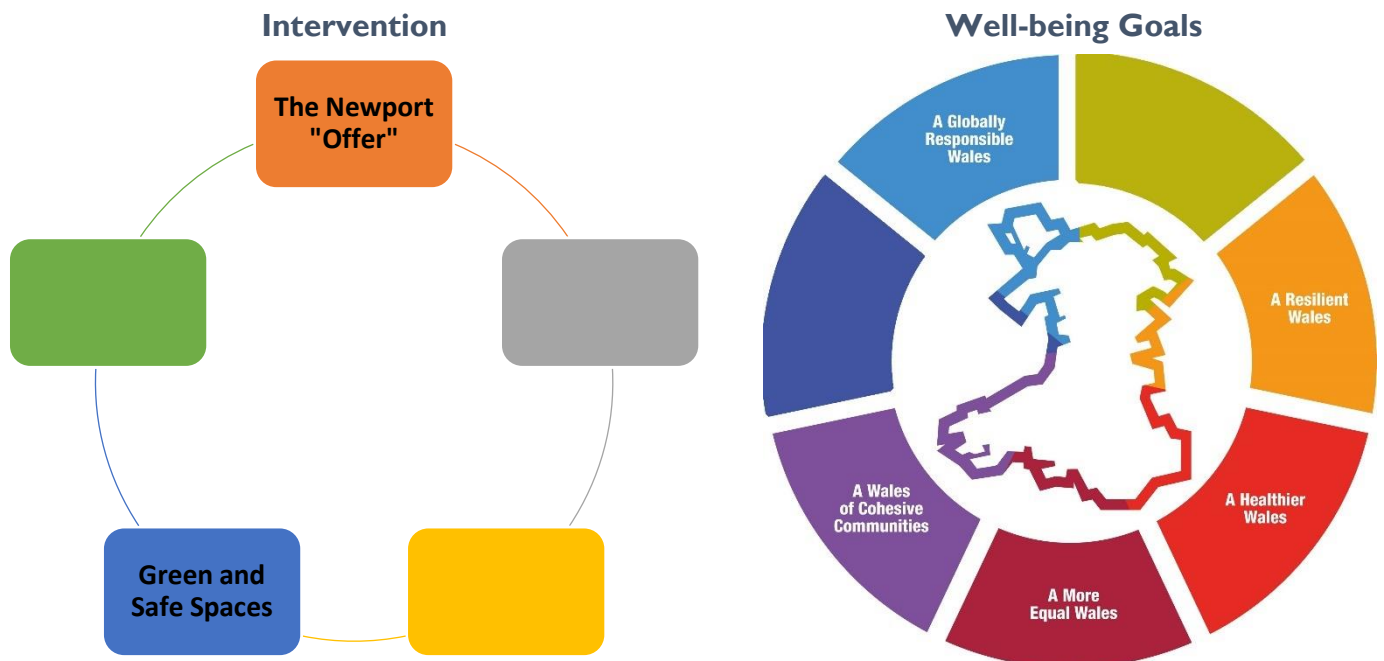 Intervention
The Newport
"Offer"
Green and
Safe Spaces
Well-being Goals
A Globally
Responsible
Wales
A Resilient
Wales
A Healthier
Wales
A More
Equal Wales
A Wales
of Cohesive
Communities